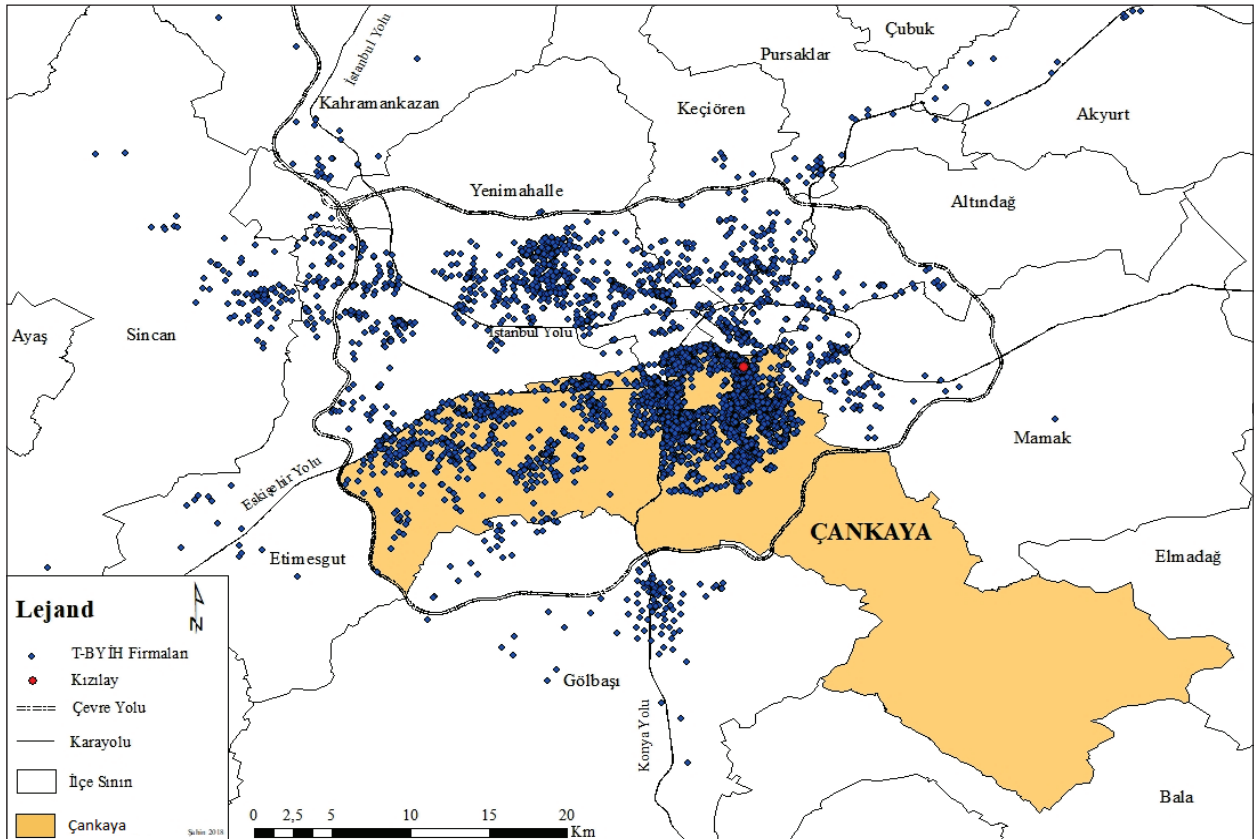 Çubuk
Pursaklar
İstanbul Yolu
Kahramankazan
Keçiören
Akyurt
Yenimahalle
Altındağ
Ayaş
Sincan
İstanbul Yolu
Mamak
Eskişehir Yolu
ÇANKAYA
Etimesgut
Elmadağ
Gölbaşı
Konya Yolu
Bala
Lejand
N
T-BYİH Firmaları
Kızılay
Çevre Yolu
Karayolu
İlçe Sınırı
Çankaya
Şahin 2018
0 2,5 5 10 15 20
Km